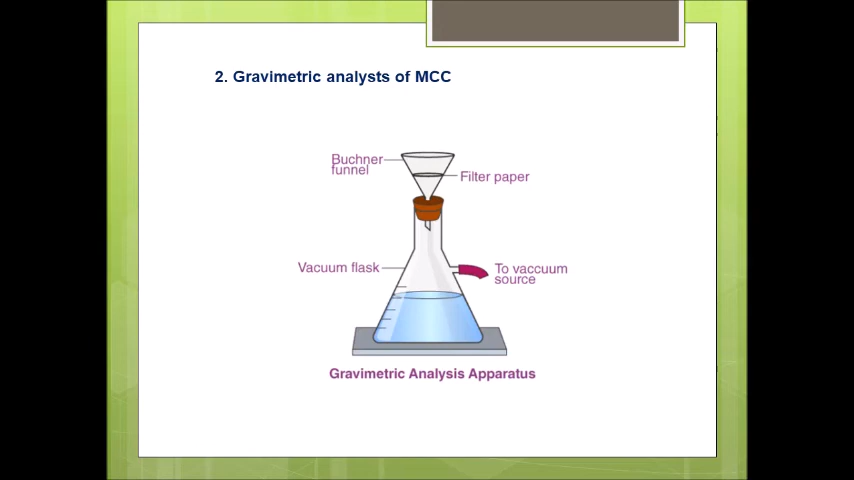 2. Gravimetric analysts of MCC
Buchner
funnel
Filter paper
Vacuum flask
To vaccuum
source
Gravimetric Analysis Apparatus